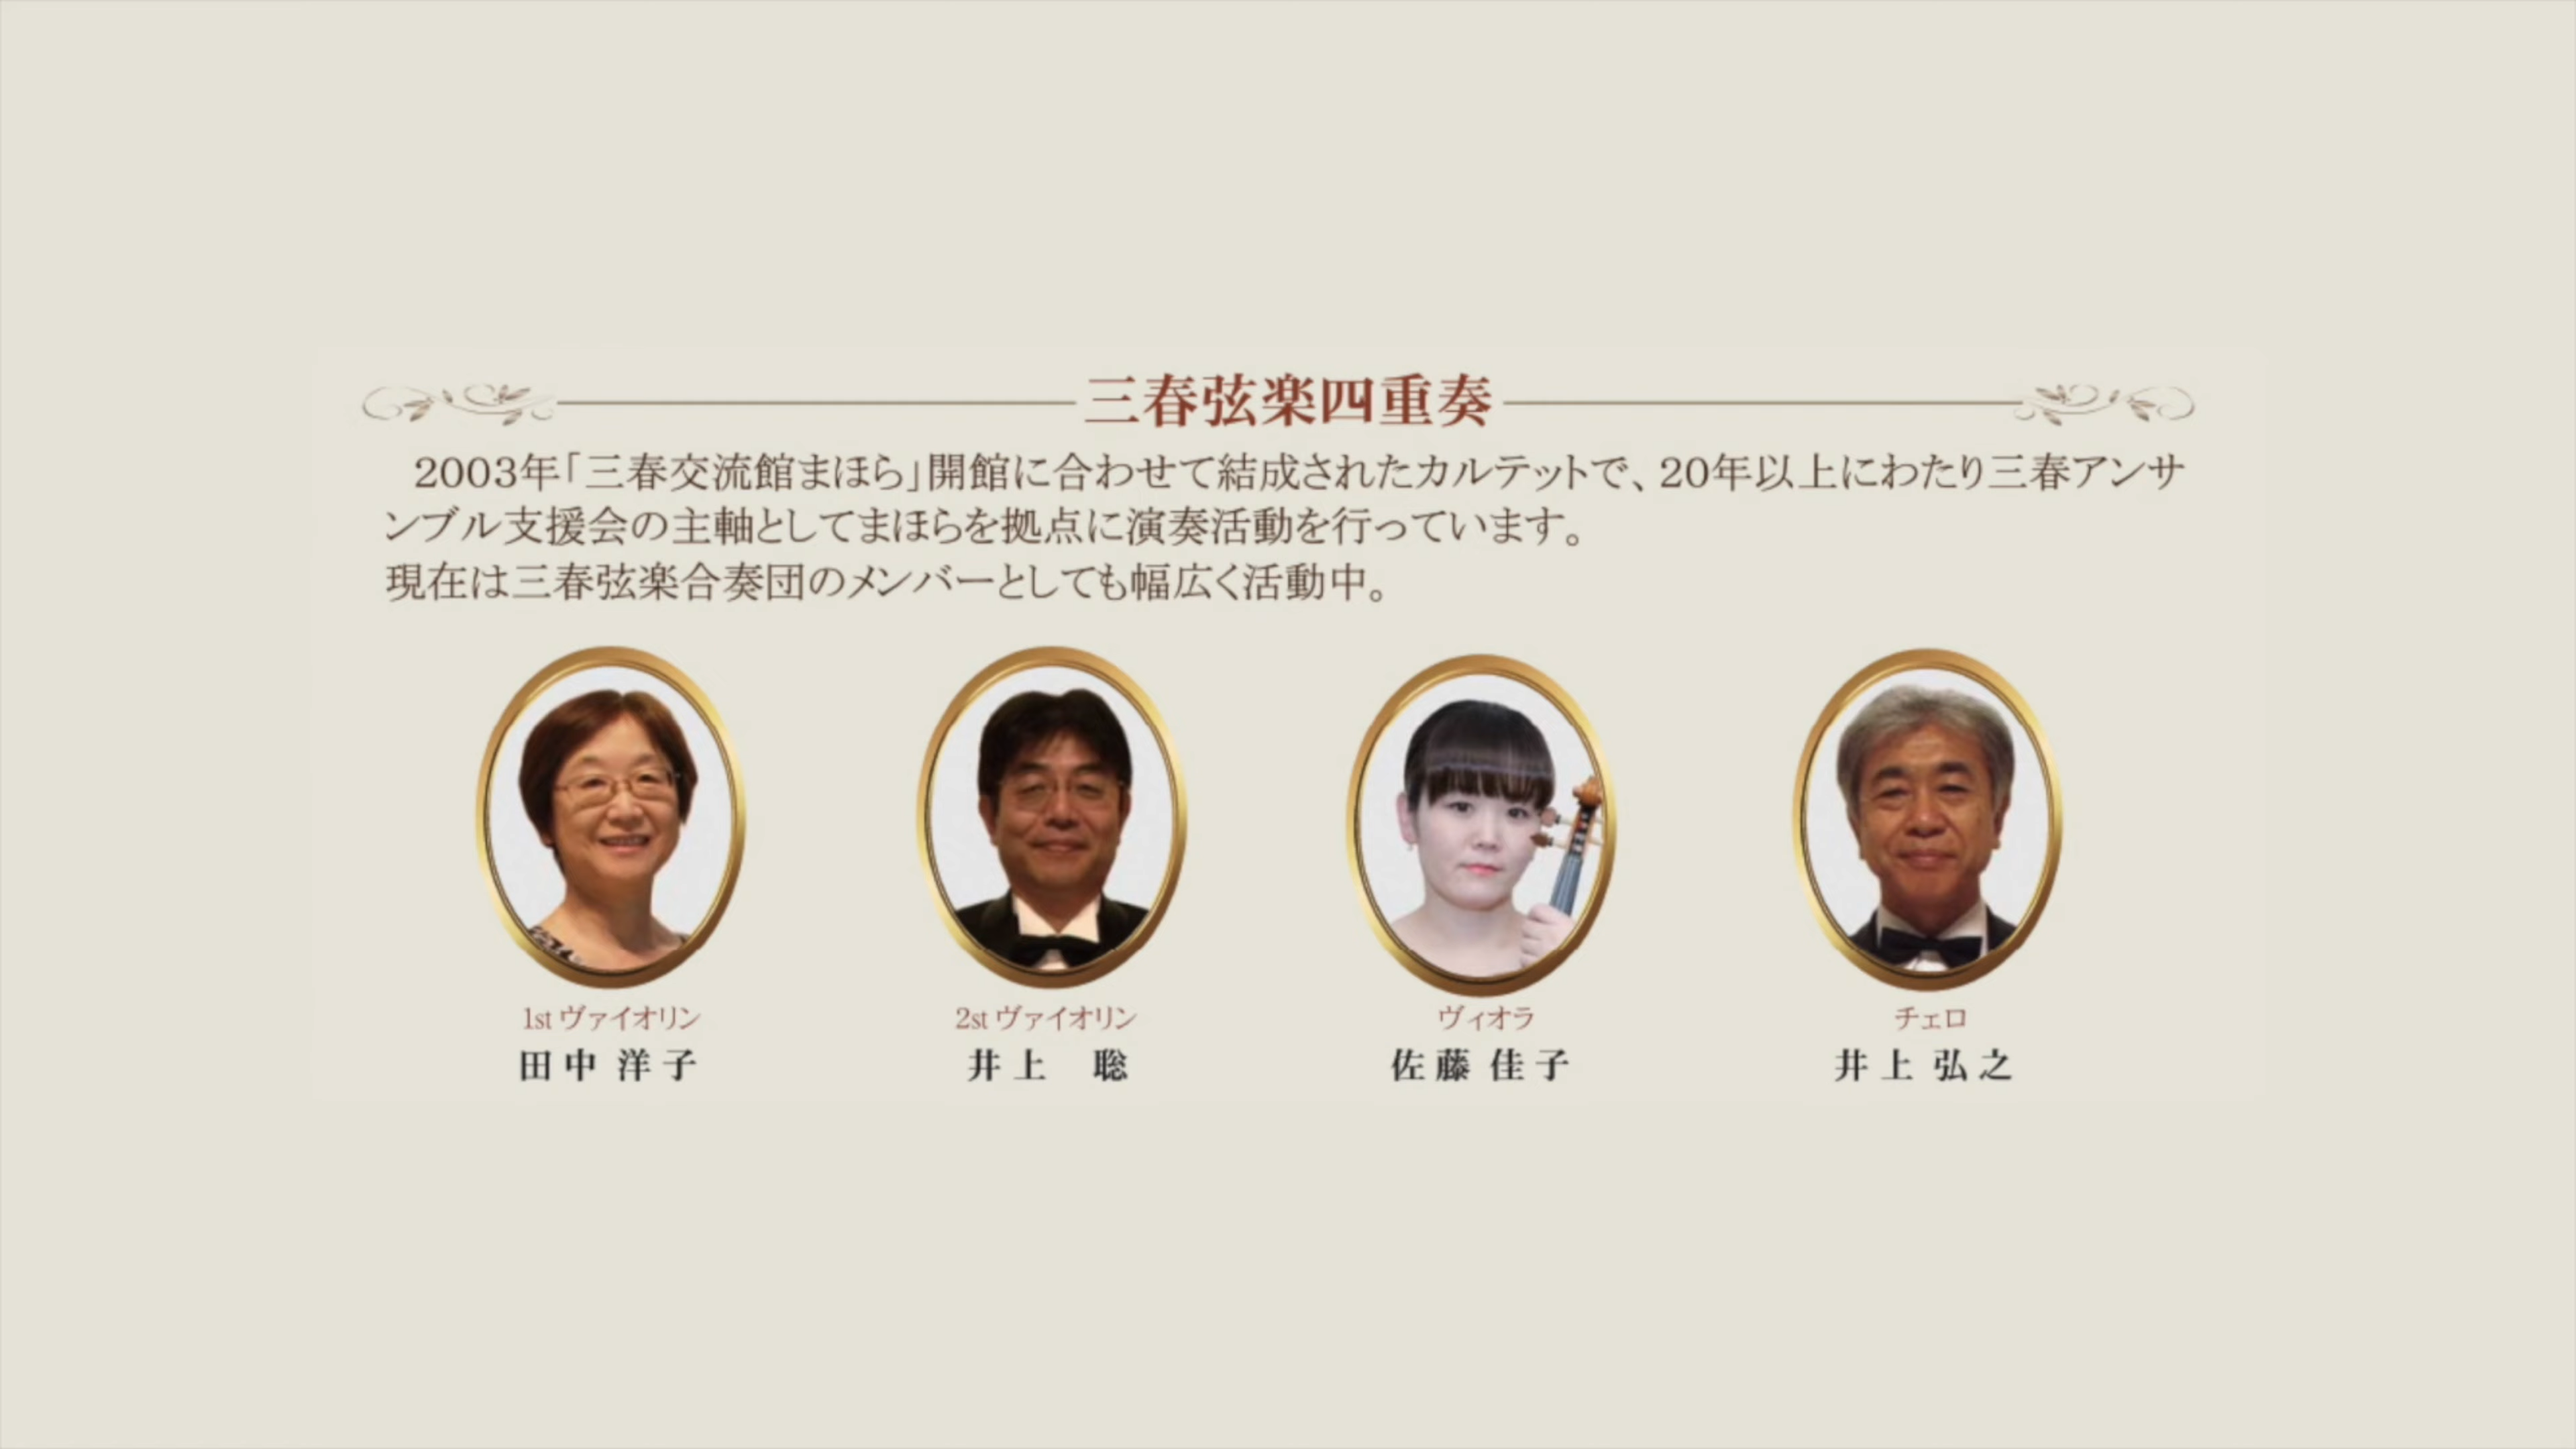 三春弦楽四重奏
2003年「三春交流館まほら」開館に合わせて結成されたカルテットで、20年以上にわたり三春アンサ
ンブル支援会の主軸としてまほらを拠点に演奏活動を行っています。
現在は三春弦楽合奏団のメンバーとしても幅広く活動中。
1st ヴァイオリン
田中 洋子
2st ヴァイオリン
井上 聡
ヴィオラ
佐藤 佳子
チェロ
井上 弘之